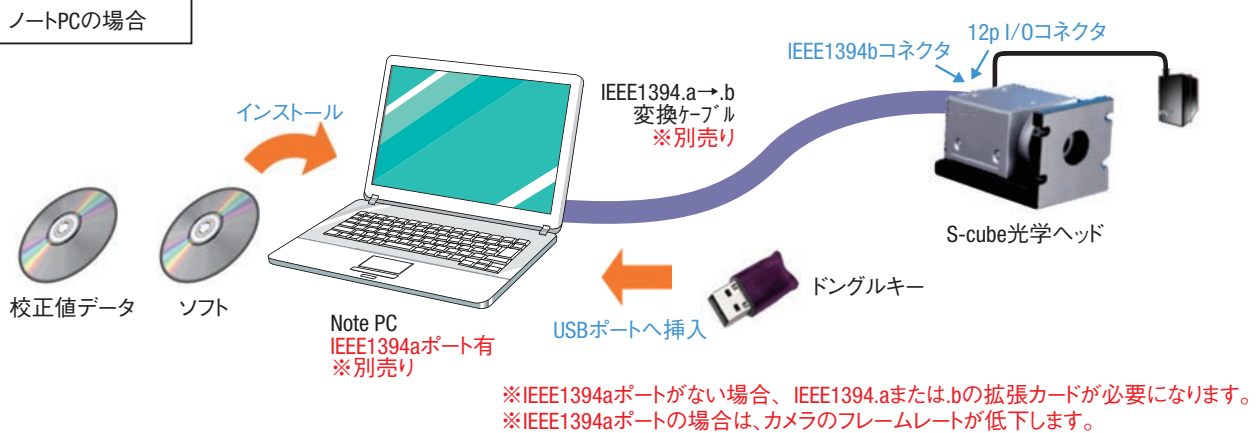 ノートPCの場合
12p I/Oコネクタ
IEEE1394bコネクタ
IEEE1394.a→.b
変換ケーブル
※別売り
インストール
S-cube光学ヘッド
校正値データ
ソフト
ドングルキー
USBポートへ挿入
Note PC
IEEE1394aポート有
※別売り
※IEEE1394aポートがない場合、IEEE1394.aまたは.bの拡張カードが必要になります。
※IEEE1394aポートの場合は、カメラのフレームレートが低下します。